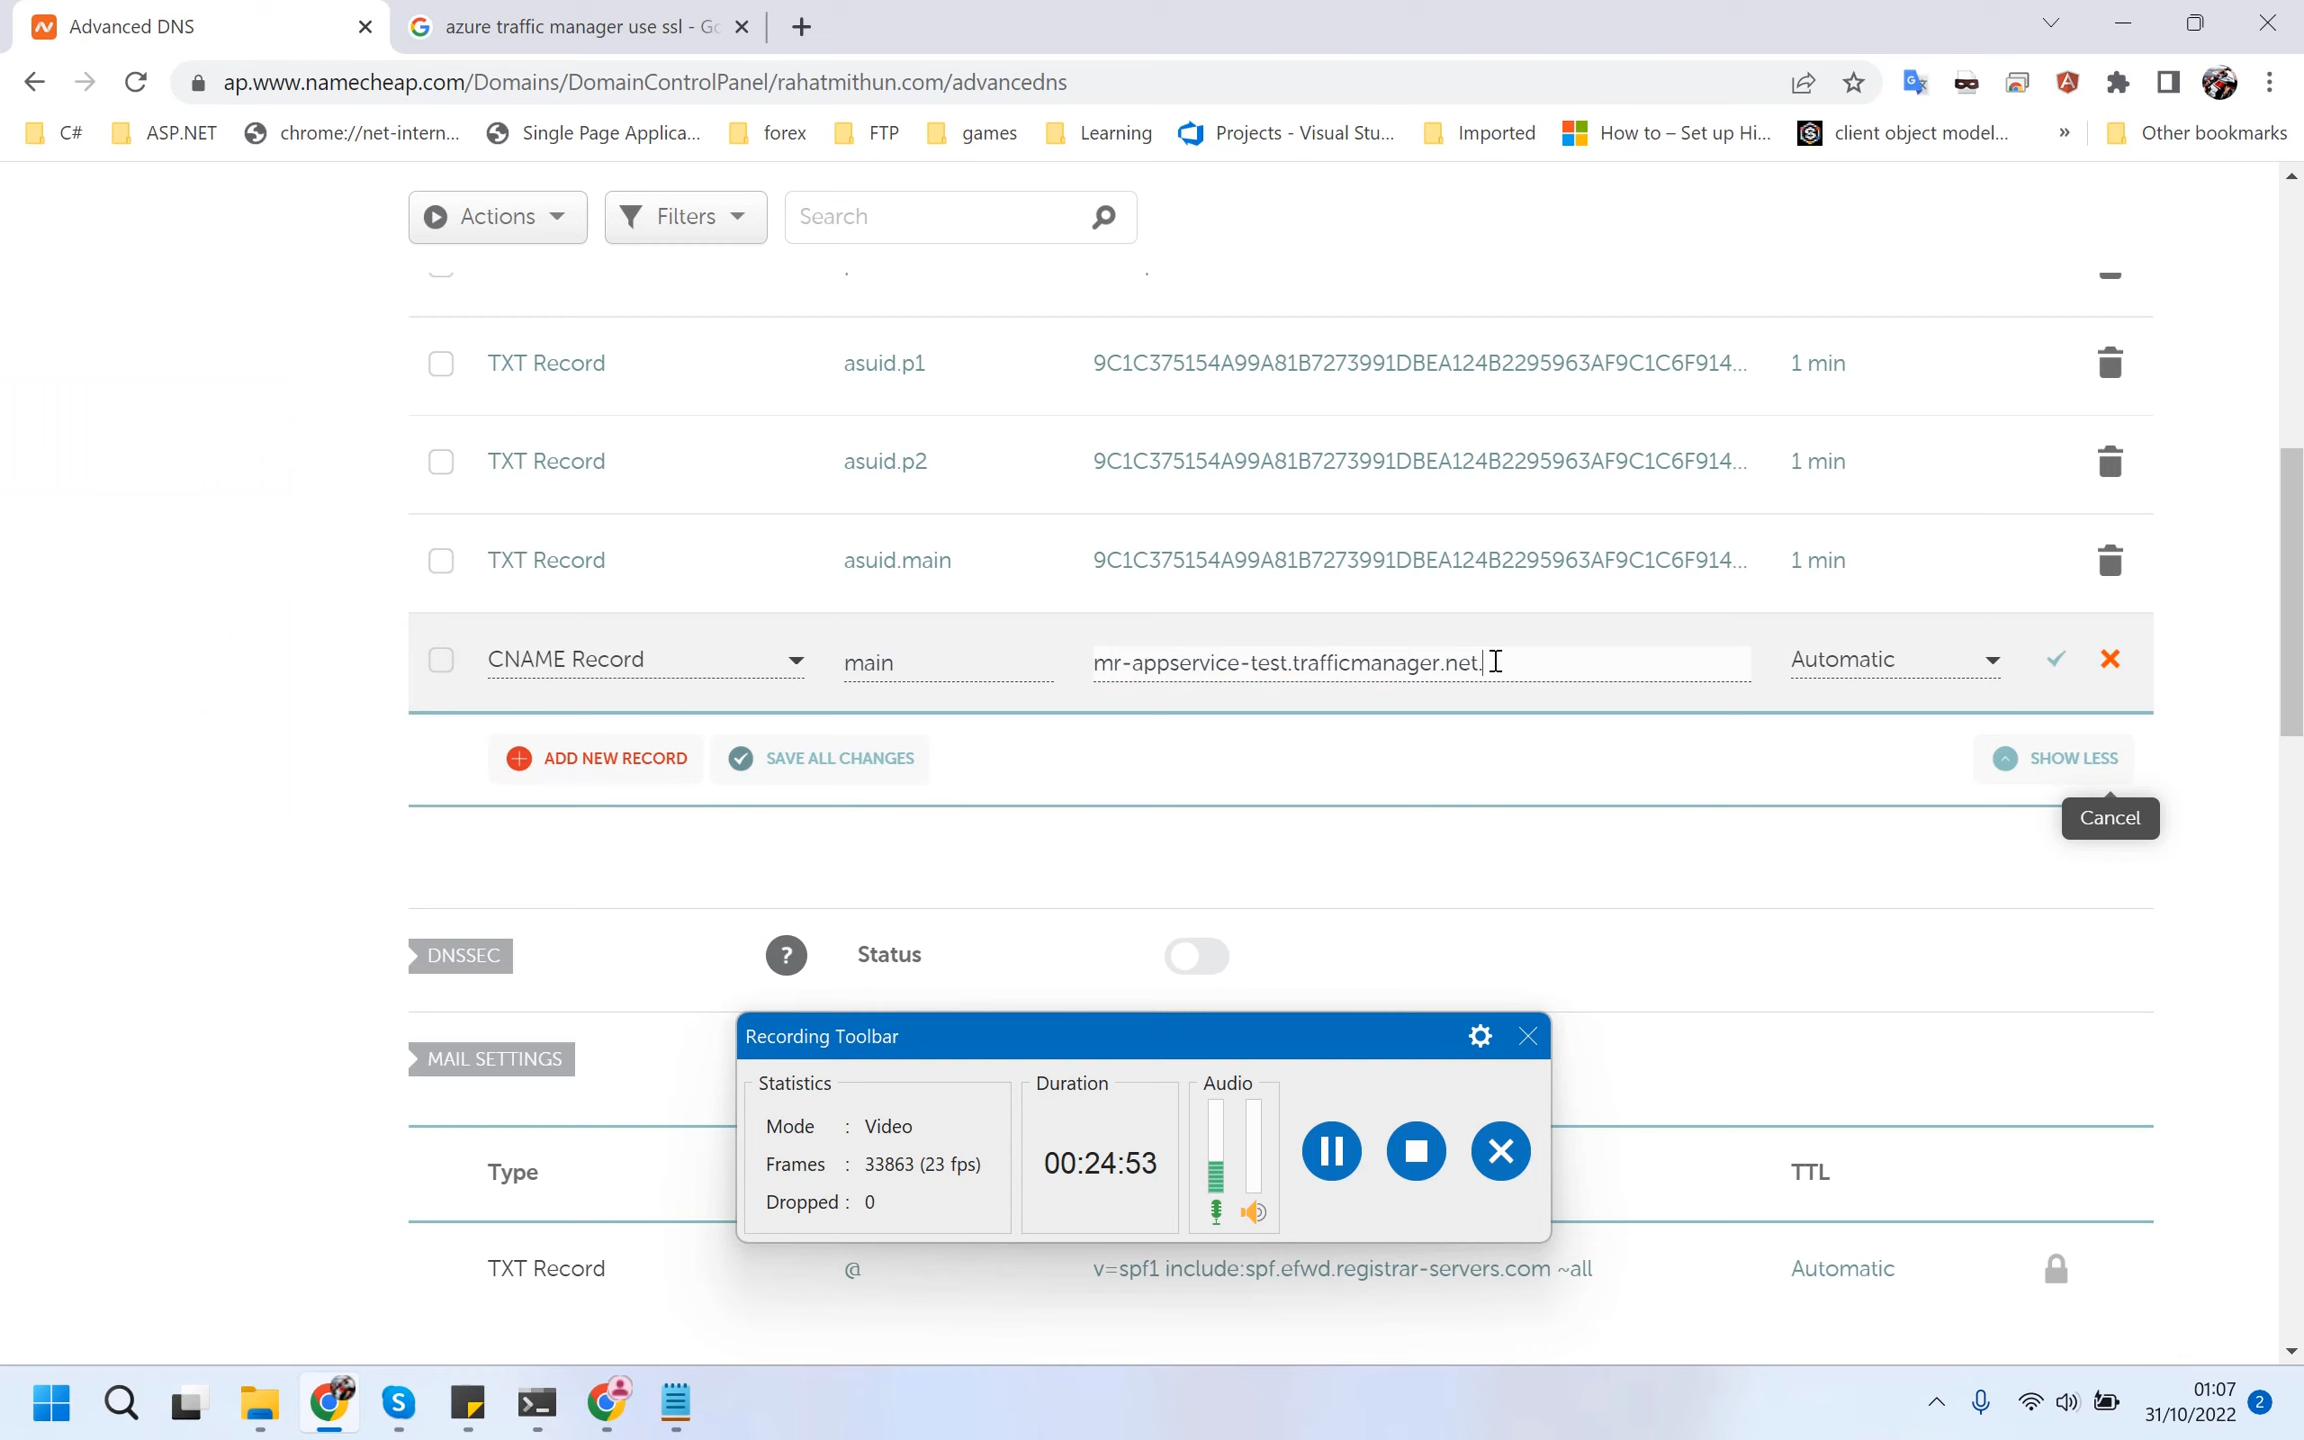 Advanced DNS
azure traffic manager use ssl - Go
ap.www.namecheap.com/Domains/DomainControlPanel/rahatmithun.com/advancedns
C#
ASP.NET
chrome://net-intern...
Single Page Applica...
forex
FTP
games
Learning
Projects - Visual Stu...
Imported
How to – Set up Hi...
client object model...
»
Other bookmarks
Actions
Filters
Search
TXT Record asuid.p1 9C1C375154A99A81B7273991DBEA124B2295963AF9C1C6F914... 1 min
TXT Record asuid.p2 9C1C375154A99A81B7273991DBEA124B2295963AF9C1C6F914... 1 min
TXT Record asuid.main 9C1C375154A99A81B7273991DBEA124B2295963AF9C1C6F914... 1 min
CNAME Record main mr-appservice-test.trafficmanager.net. Automatic
ADD NEW RECORD
SAVE ALL CHANGES
SHOW LESS
Cancel
DNSSEC
?
Status
MAIL SETTINGS
Recording Toolbar
Statistics
Mode : Video
Frames : 33863 (23 fps)
Dropped : 0
Duration
00:24:53
Audio
Type
TTL
TXT Record @ v=spf1 include:spf.efwd.registrar-servers.com ~all Automatic
01:07
31/10/2022
2